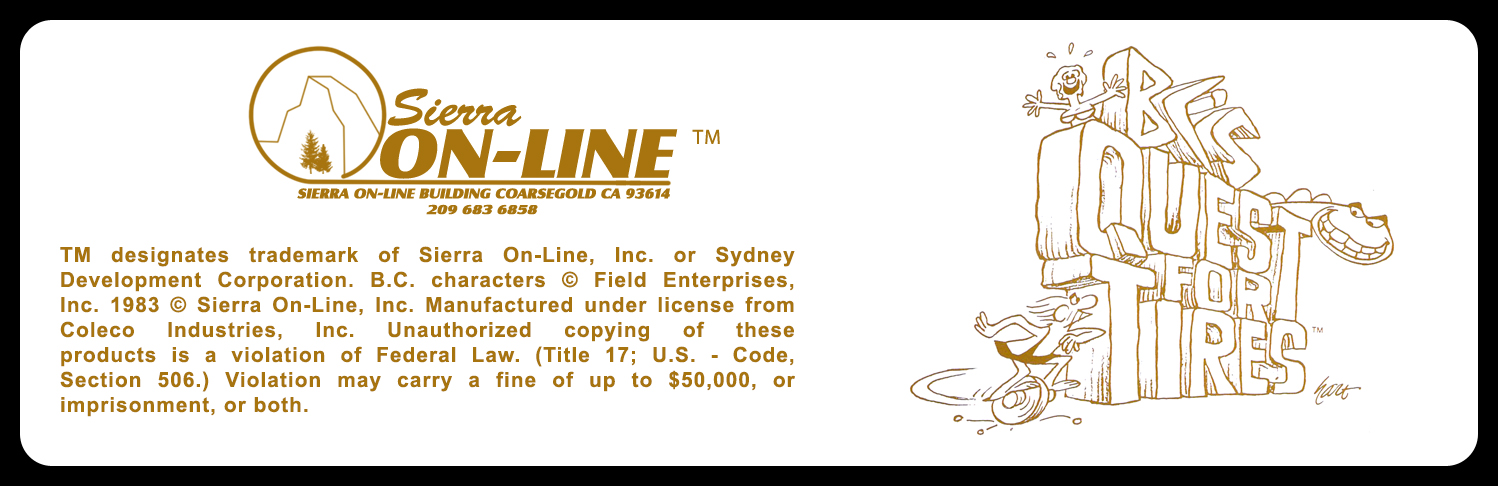 Sierra
ON-LINE TM
SIERRA ON-LINE BUILDING COARSEGOLD CA 93614
209 683 6858
TM designates trademark of Sierra On-Line, Inc. or Sydney
Development Corporation. B.C. characters © Field Enterprises,
Inc. 1983 © Sierra On-Line, Inc. Manufactured under license from
Coleco Industries, Inc. Unauthorized copying of these
products is a violation of Federal Law. (Title 17; U.S. - Code,
Section 506.) Violation may carry a fine of up to $50,000, or
imprisonment, or both.
BC's
QUEST
FOR
TIRES TM
hart